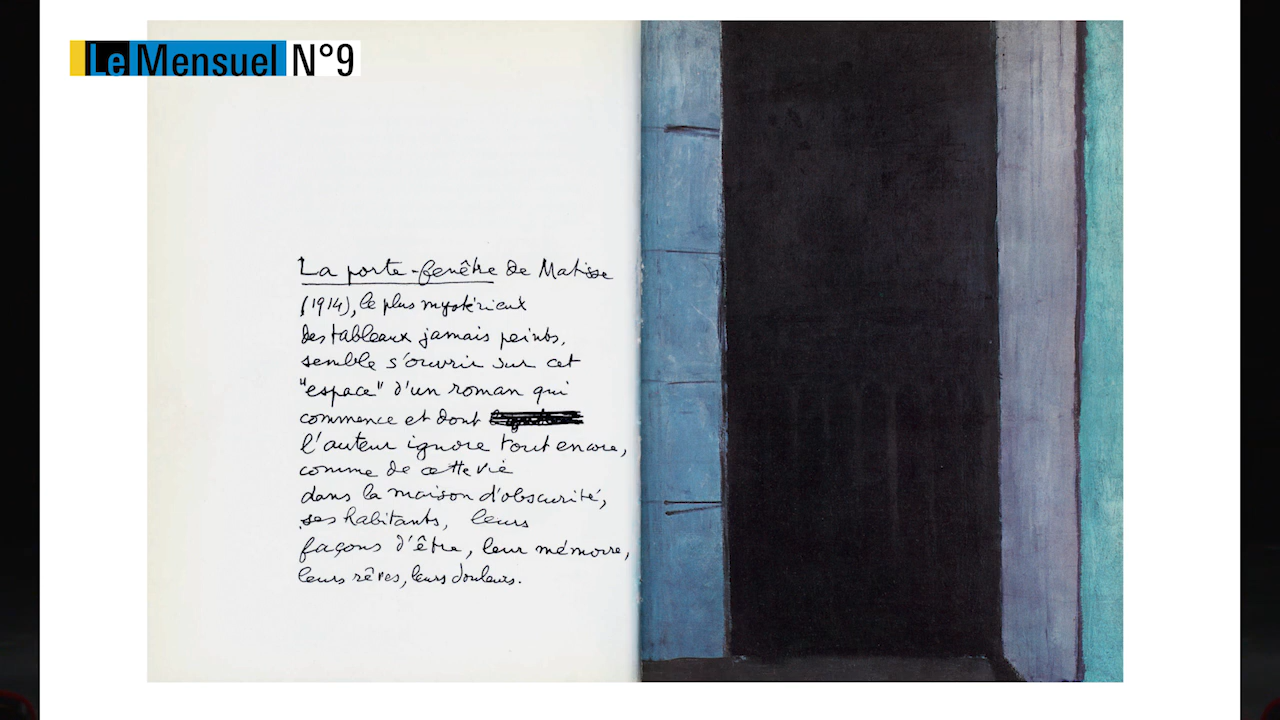 Le Mensuel N°9
La porte-fenêtre de Matisse
(1914), le plus mystérieux
des tableaux jamais peints,
semble s'ouvrir sur cet
"espace" d'un roman qui
commence et dont
l'auteur ignore tout encore,
comme de cette vie
dans la maison d'obscurité,
ses habitants, leurs
façons d'être, leur mémoire,
leurs rêves, leurs douleurs.